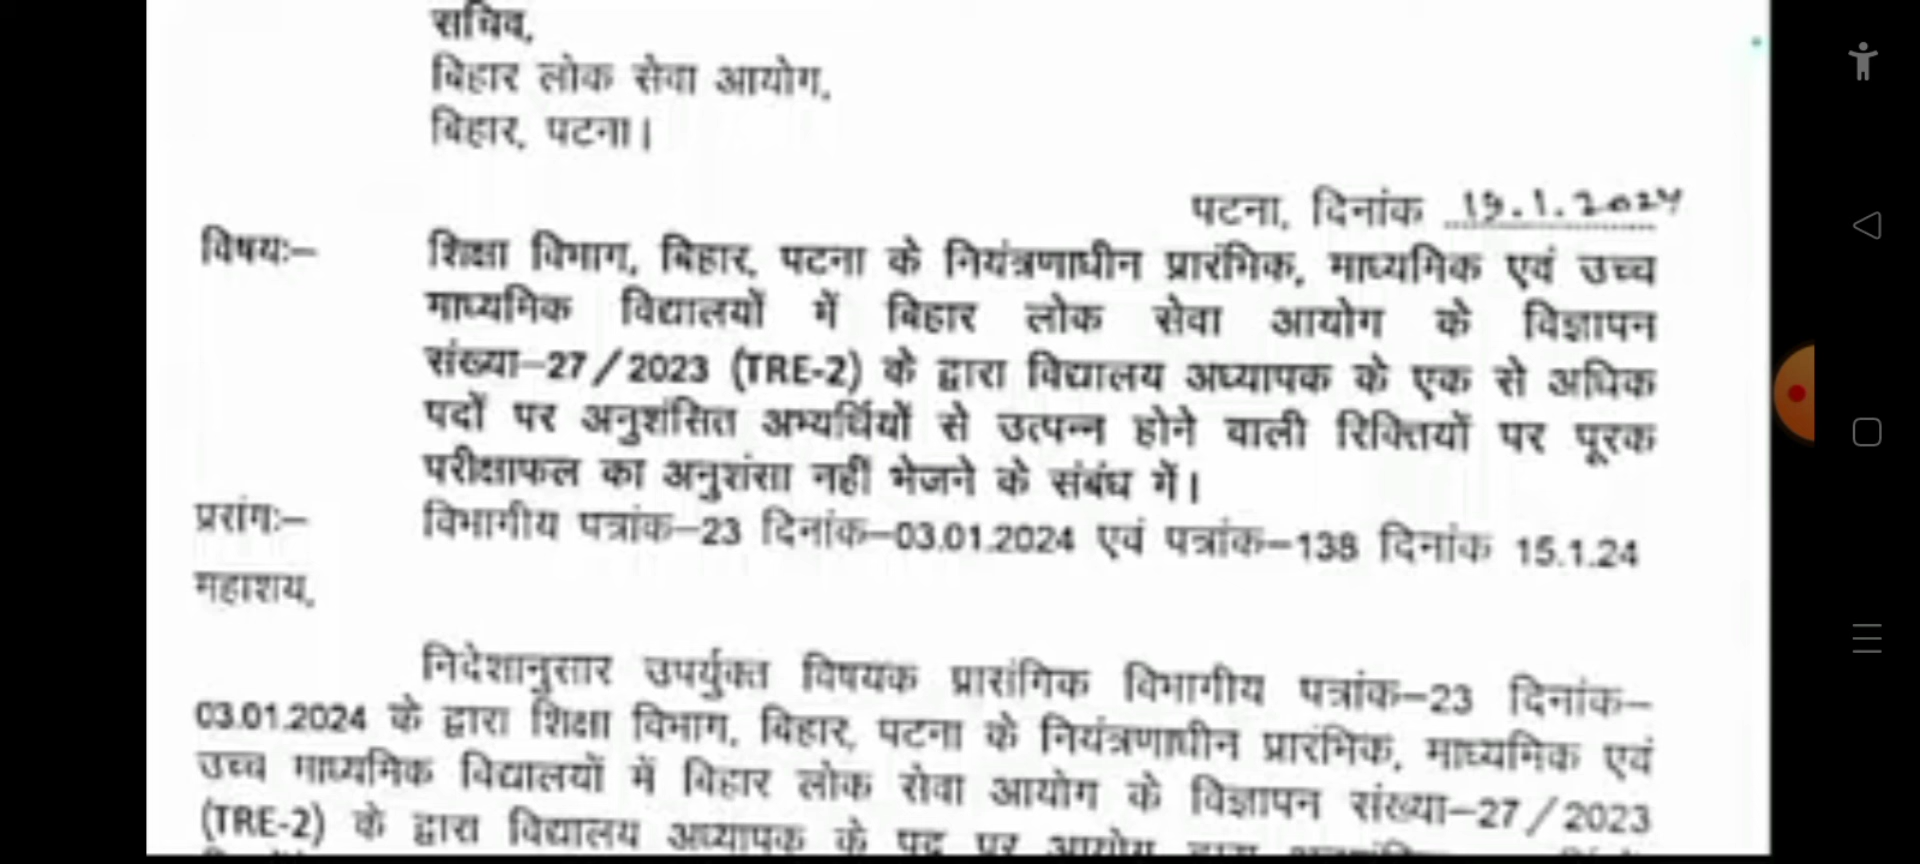 सचिव,
बिहार लोक सेवा आयोग,
बिहार, पटना।
पटना, दिनांक 19.1.2024
विषयः– शिक्षा विभाग, बिहार, पटना के नियंत्रणाधीन प्रारंभिक, माध्यमिक एवं उच्च
माध्यमिक विद्यालयों में बिहार लोक सेवा आयोग के विज्ञापन
संख्या–27/2023 (TRE-2) के द्वारा विद्यालय अध्यापक के एक से अधिक
पदों पर अनुशंसित अभ्यर्थियों से उत्पन्न होने वाली रिक्तियों पर पूरक
परीक्षाफल का अनुशंसा नहीं भेजने के संबंध में।
प्रसंगः– विभागीय पत्रांक–23 दिनांक–03.01.2024 एवं पत्रांक–138 दिनांक 15.1.24
महाशय,
निदेशानुसार उपर्युक्त विषयक प्रासंगिक विभागीय पत्रांक–23 दिनांक–
03.01.2024 के द्वारा शिक्षा विभाग, बिहार, पटना के नियंत्रणाधीन प्रारंभिक, माध्यमिक एवं
उच्च माध्यमिक विद्यालयों में बिहार लोक सेवा आयोग के विज्ञापन संख्या–27/2023
(TRE-2) के द्वारा विद्यालय अध्यापक के पद पर आयोग द्वारा